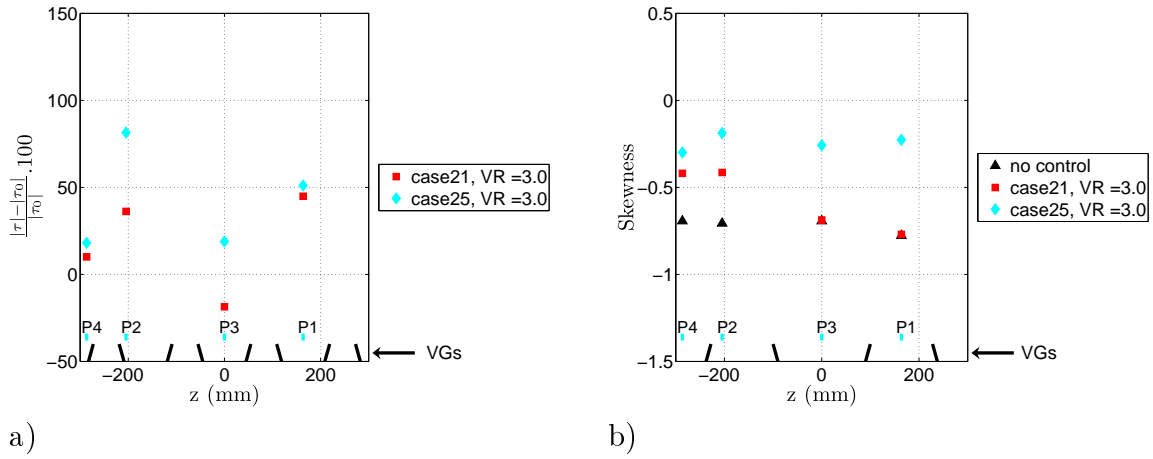 150
100
50
0
−50
|τ|−|τ₀| / |τ₀| .100
P4 P2 P3 P1
−200 0 200
z (mm)
VGs
case21, VR =3.0
case25, VR =3.0
a)
0.5
0
−0.5
−1
−1.5
Skewness
P4 P2 P3 P1
−200 0 200
z (mm)
VGs
no control
case21, VR =3.0
case25, VR =3.0
b)